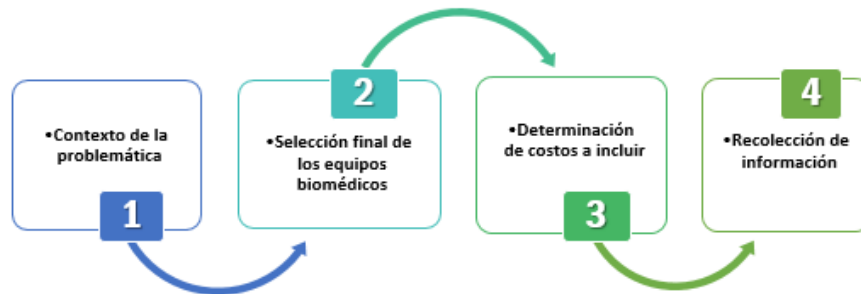 •Contexto de la
problemática
1
2
•Selección final de
los equipos
biomédicos
•Determinación
de costos a incluir
3
4
•Recolección de
información